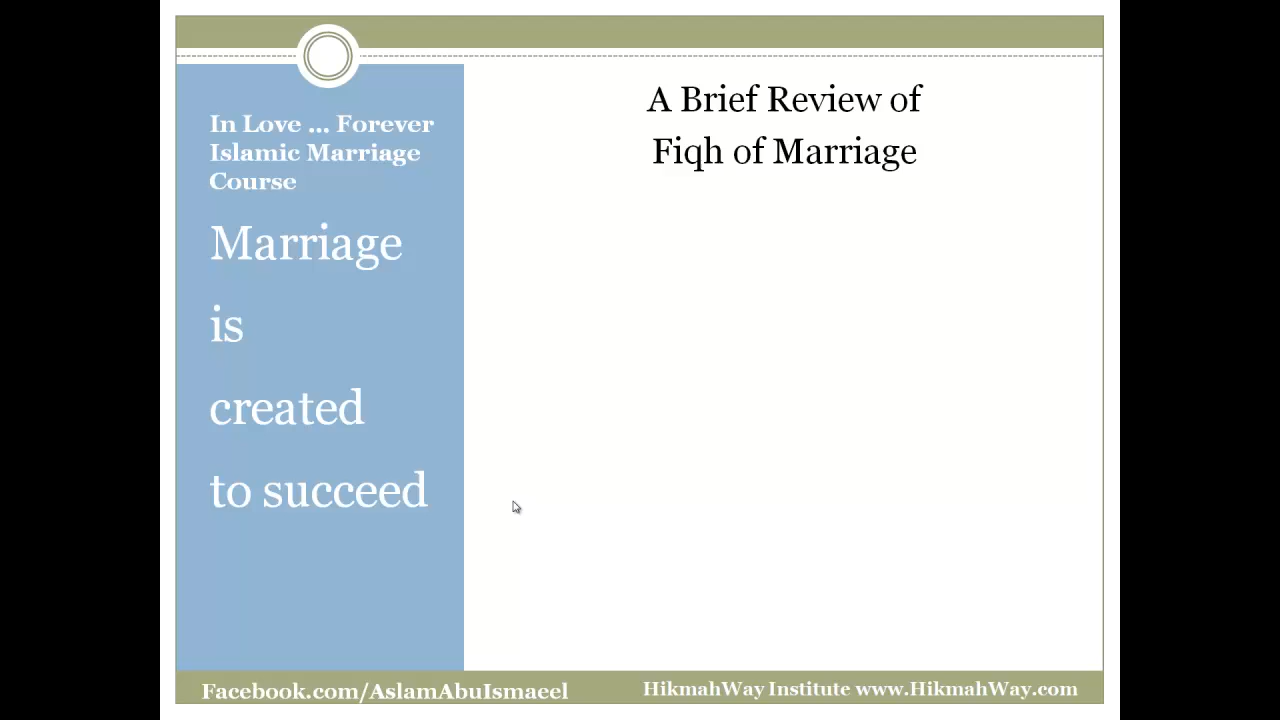 In Love ... Forever
Islamic Marriage
Course
Marriage
is
created
to succeed
A Brief Review of
Fiqh of Marriage
Facebook.com/AslamAbuIsmaeel
HikmahWay Institute www.HikmahWay.com